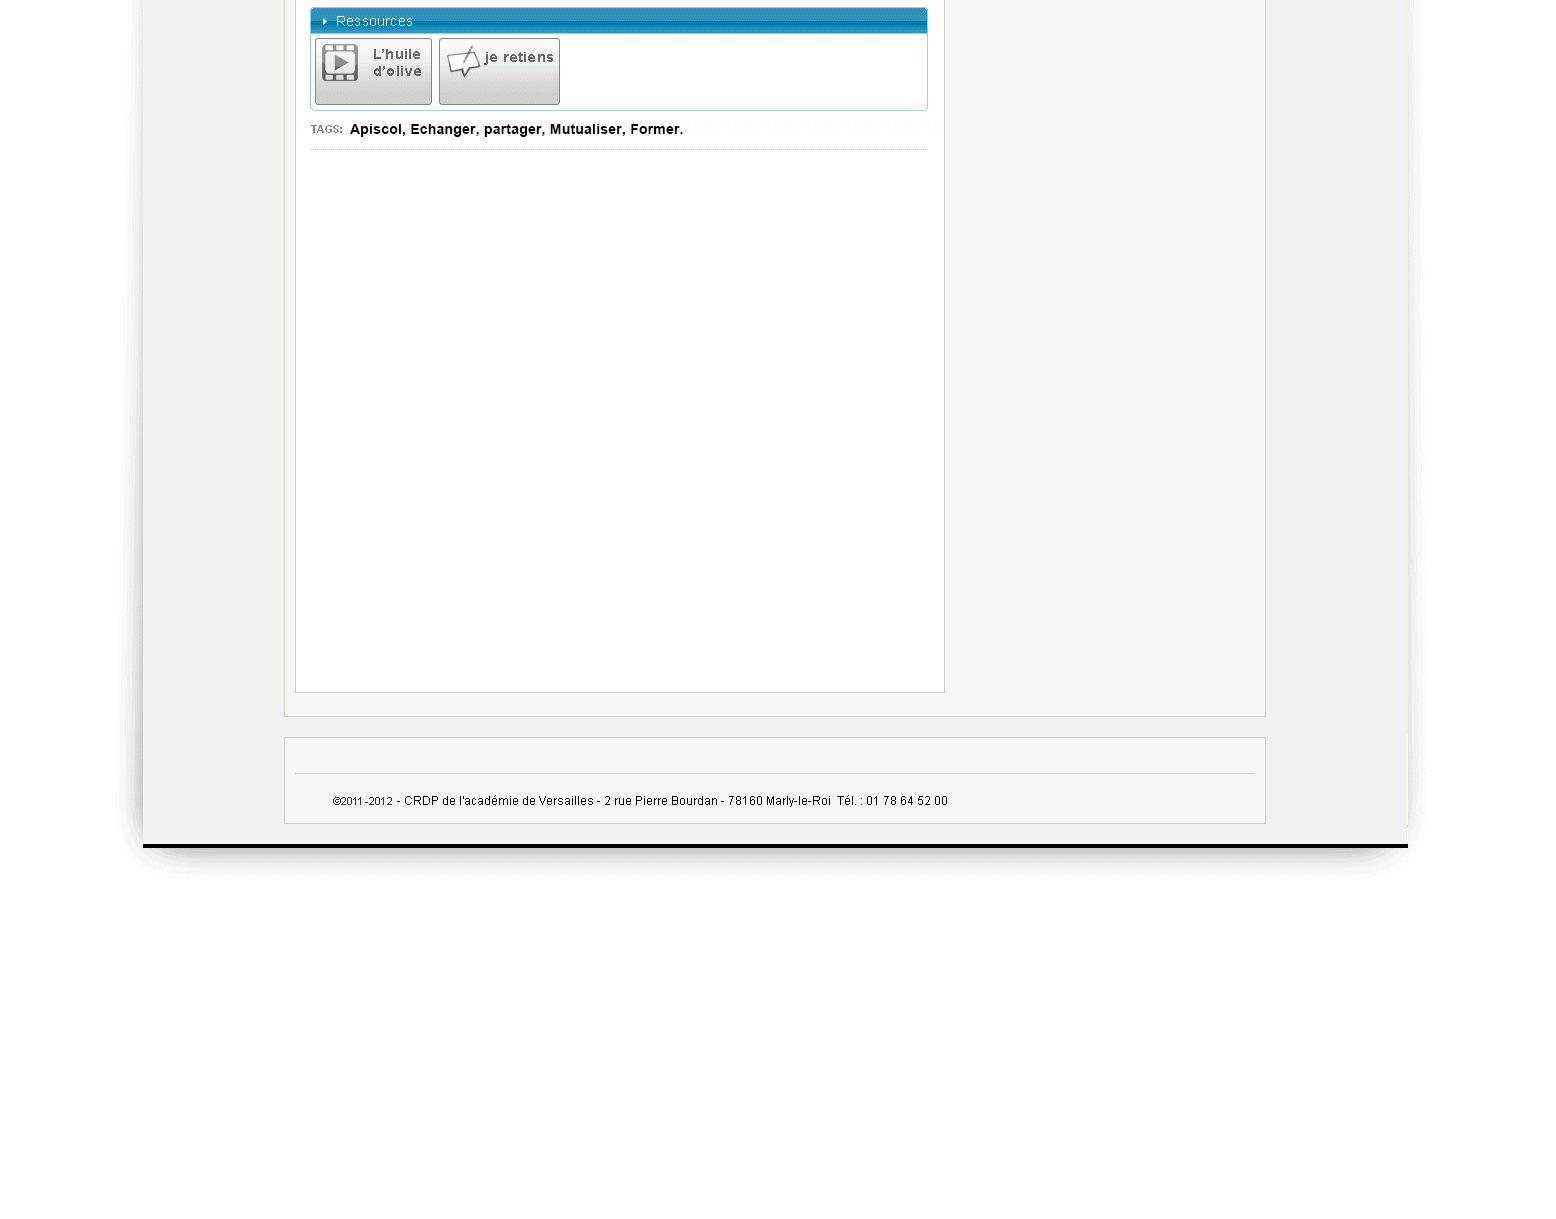 Ressources
L'huile
d'olive
je retiens
TAGS: Apiscol, Echanger, partager, Mutualiser, Former.
©2011-2012 - CRDP de l'académie de Versailles - 2 rue Pierre Bourdan - 78160 Marly-le-Roi Tél. : 01 78 64 52 00